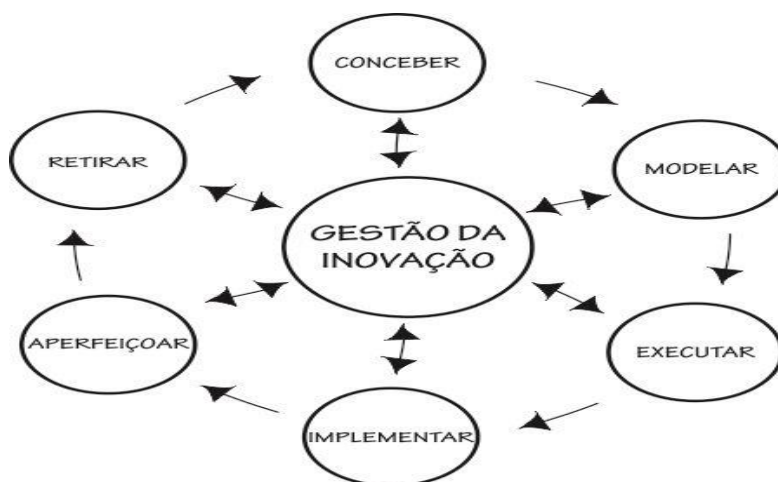 CONCEBER
RETIRAR
MODELAR
GESTÃO DA
INOVAÇÃO
APERFEIÇOAR
EXECUTAR
IMPLEMENTAR